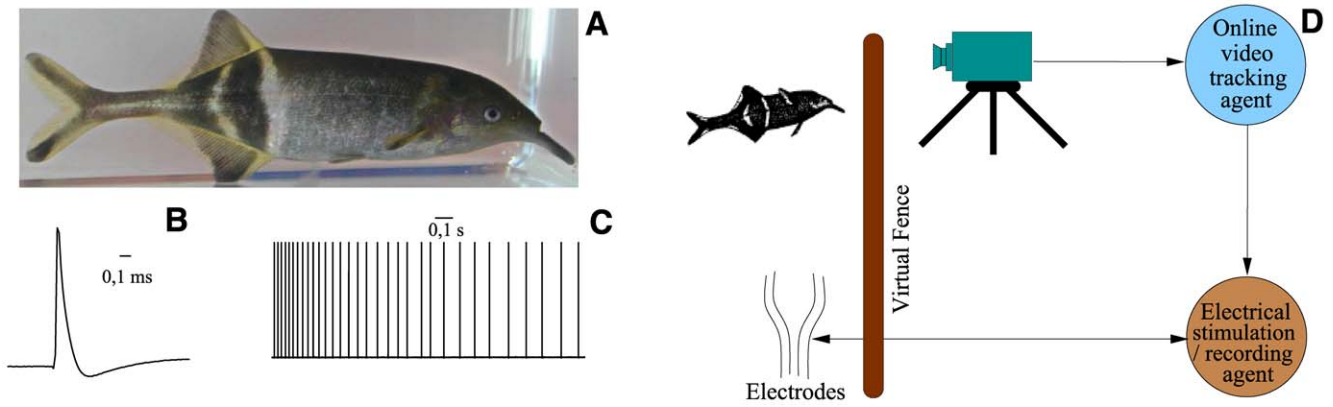 A
B
0,1 ms
C
0,1 s
D
Online
video
tracking
agent
Virtual Fence
Electrodes
Electrical
stimulation
/ recording
agent